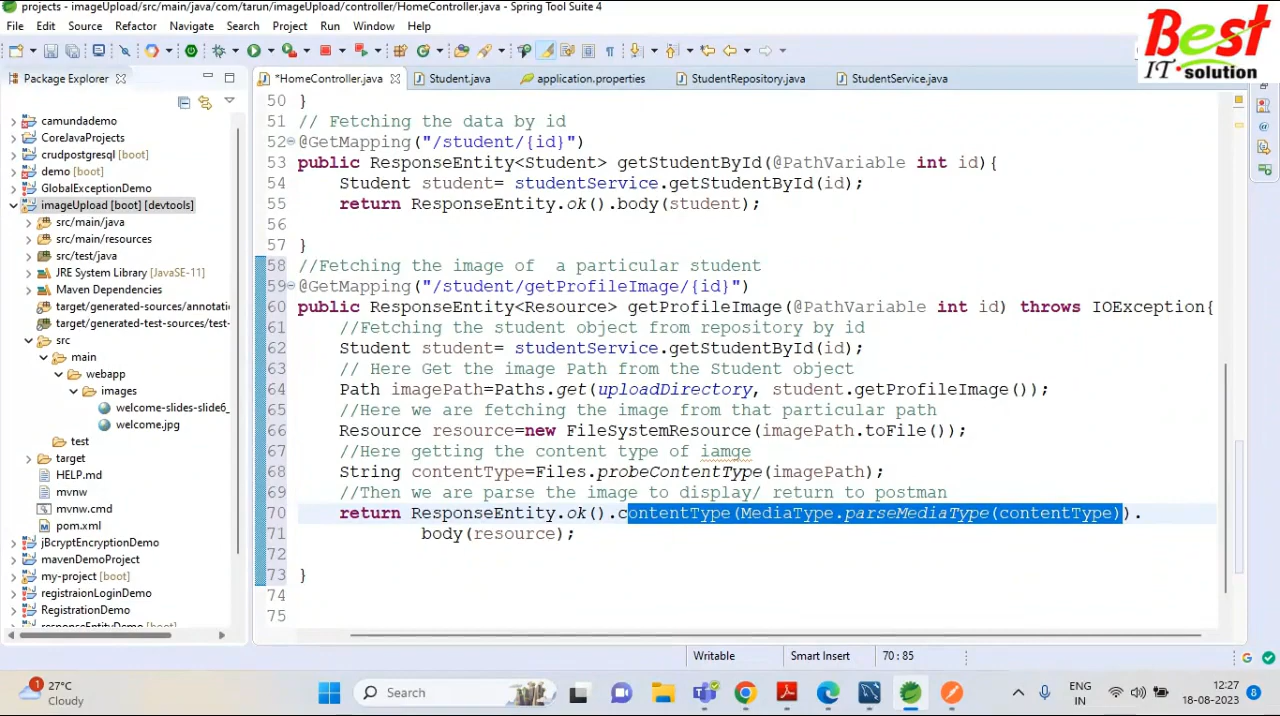 projects - imageUpload/src/main/java/com/tarun/imageUpload/controller/HomeController.java - Spring Tool Suite 4
File Edit Source Refactor Navigate Search Project Run Window Help
Best
IT solution
Package Explorer
*HomeController.java Student.java application.properties StudentRepository.java StudentService.java
camundademo
CoreJavaProjects
crudpostgresql [boot]
demo [boot]
GlobalExceptionDemo
imageUpload [boot] [devtools]
src/main/java
src/main/resources
src/test/java
JRE System Library [JavaSE-11]
Maven Dependencies
target/generated-sources/annotati
target/generated-test-sources/test-
src
main
webapp
images
welcome-slides-slide6_
welcome.jpg
test
target
HELP.md
mvnw
mvnw.cmd
pom.xml
jBcryptEncryptionDemo
mavenDemoProject
my-project [boot]
registraionLoginDemo
RegistrationDemo
responseEntityDemo [boot]
50 }
51 // Fetching the data by id
52 @GetMapping("/student/{id}")
53 public ResponseEntity<Student> getStudentById(@PathVariable int id){
54 Student student= studentService.getStudentById(id);
55 return ResponseEntity.ok().body(student);
56
57 }
58 //Fetching the image of  a particular student
59 @GetMapping("/student/getProfileImage/{id}")
60 public ResponseEntity<Resource> getProfileImage(@PathVariable int id) throws IOException{
61 //Fetching the student object from repository by id
62 Student student= studentService.getStudentById(id);
63 // Here Get the image Path from the Student object
64 Path imagePath=Paths.get(uploadDirectory, student.getProfileImage());
65 //Here we are fetching the image from that particular path
66 Resource resource=new FileSystemResource(imagePath.toFile());
67 //Here getting the content type of iamge
68 String contentType=Files.probeContentType(imagePath);
69 //Then we are parse the image to display/ return to postman
70 return ResponseEntity.ok().contentType(MediaType.parseMediaType(contentType)).
71 body(resource);
72
73 }
74
75
Writable Smart Insert 70 : 85
1
27°C
Cloudy
Search
ENG
IN
12:27
18-08-2023
8